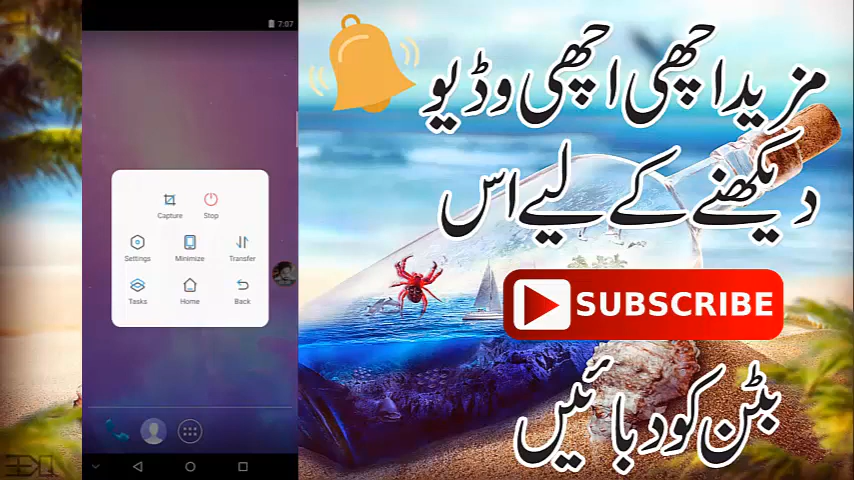 7:07
Capture Stop
Settings Minimize Transfer
Tasks Home Back
مزید اچھی اچھی وڈیو
دیکھنے کے لیے اس
SUBSCRIBE
بٹن کو دبائیں